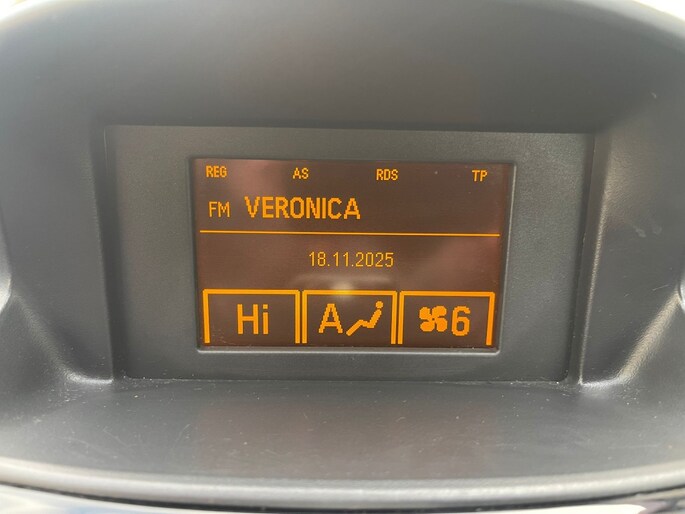 REG AS RDS TP
FM VERONICA
18.11.2025
Hi A 6